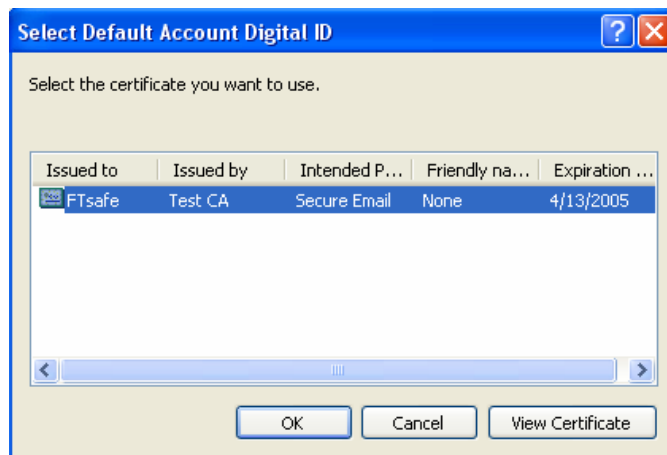 Select Default Account Digital ID
Select the certificate you want to use.
Issued to Issued by Intended P... Friendly na... Expiration ...
FTsafe Test CA Secure Email None 4/13/2005
OK Cancel View Certificate